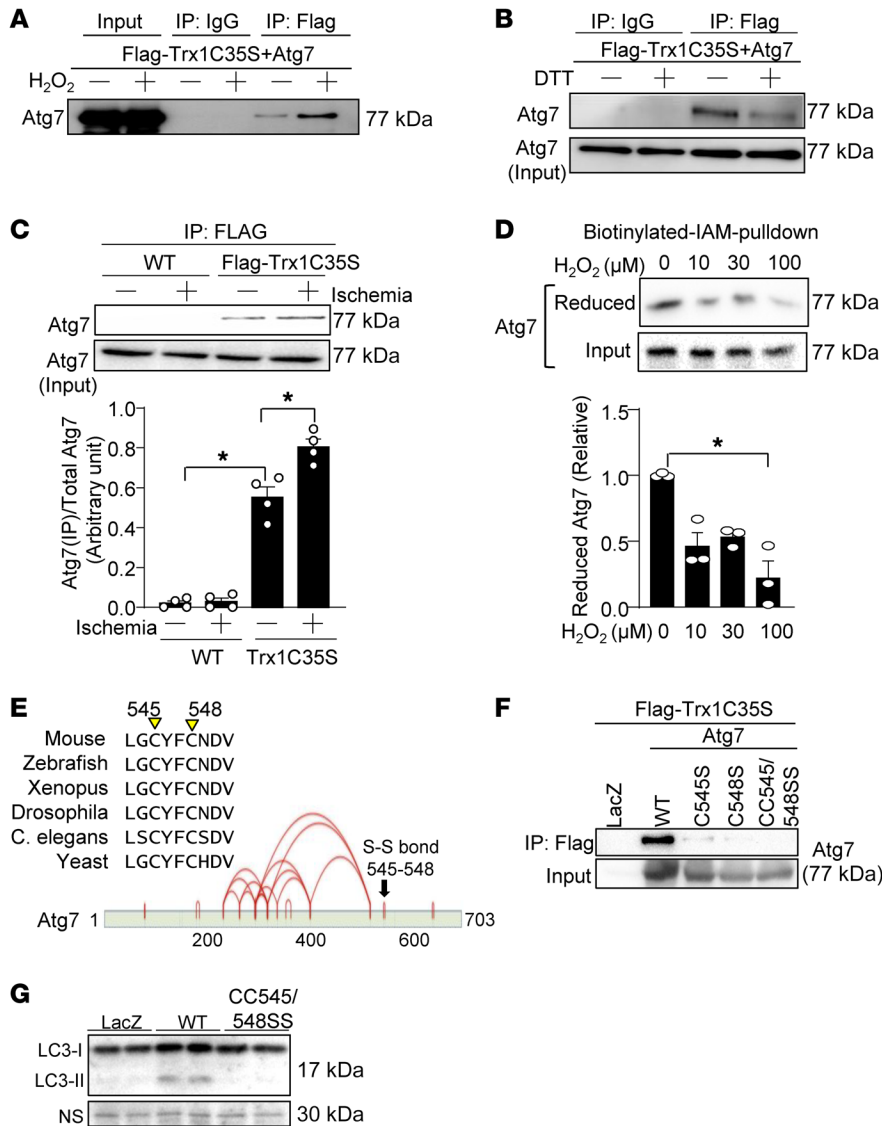 A
Input IP: IgG IP: Flag
Flag-Trx1C35S+Atg7
H₂O₂ — + — + — +
Atg7 77 kDa
B
IP: IgG IP: Flag
Flag-Trx1C35S+Atg7
DTT — + — +
Atg7 77 kDa
Atg7 77 kDa
(Input)
C
IP: FLAG
WT Flag-Trx1C35S
— + — + Ischemia
Atg7 77 kDa
Atg7 77 kDa
(Input)
Atg7(IP)/Total Atg7
(Arbitrary unit)
1.0
0.8
0.6
0.4
0.2
0.0
* *
Ischemia — + — +
WT Trx1C35S
D
Biotinylated-IAM-pulldown
H₂O₂ (µM) 0 10 30 100
Atg7
Reduced 77 kDa
Input 77 kDa
Reduced Atg7 (Relative)
1.5
1.0
0.5
0.0
*
H₂O₂ (µM) 0 10 30 100
E
545 548
Mouse LGCYFCNDV
Zebrafish LGCYFCNDV
Xenopus LGCYFCNDV
Drosophila LGCYFCNDV
C. elegans LSCYFCSDV
Yeast LGCYFCHDV
S-S bond
545-548
Atg7 1 703
200 400 600
F
Flag-Trx1C35S
Atg7
LacZ
WT
C545S
C548S
CC545/
548SS
IP: Flag
Input
Atg7
(77 kDa)
G
LacZ WT CC545/
548SS
LC3-I
17 kDa
LC3-II
NS 30 kDa